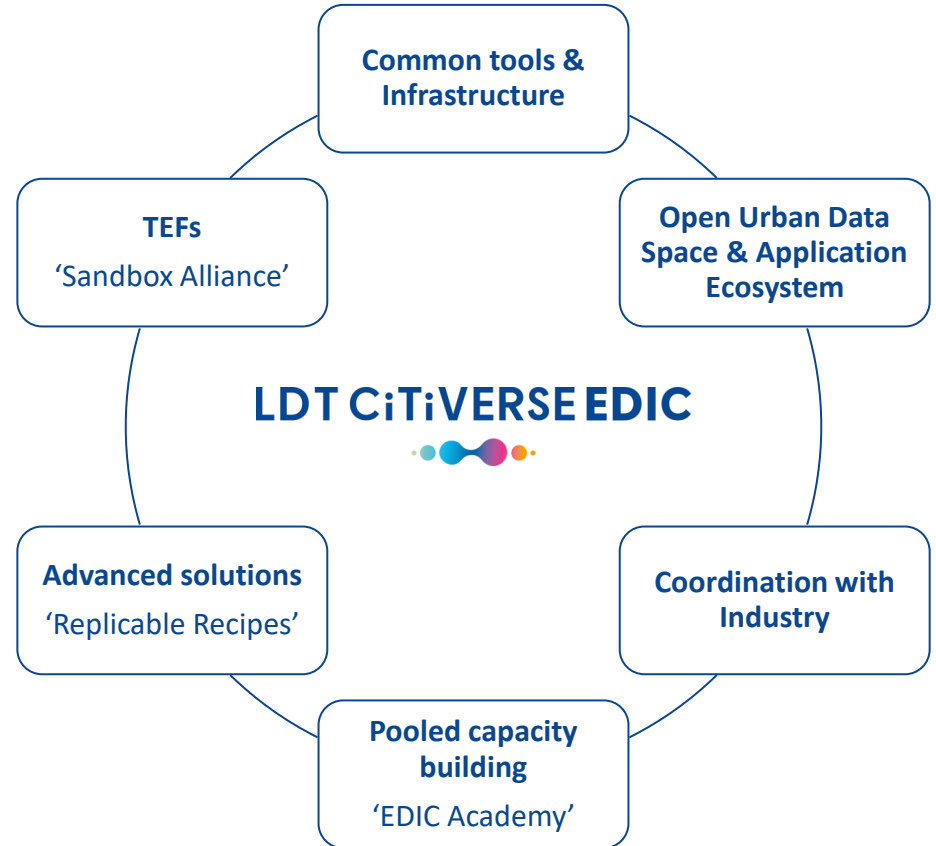 Common tools &
Infrastructure
TEFs
‘Sandbox Alliance’
Open Urban Data
Space & Application
Ecosystem
LDT CiTiVERSE EDIC
Advanced solutions
‘Replicable Recipes’
Coordination with
Industry
Pooled capacity
building
‘EDIC Academy’